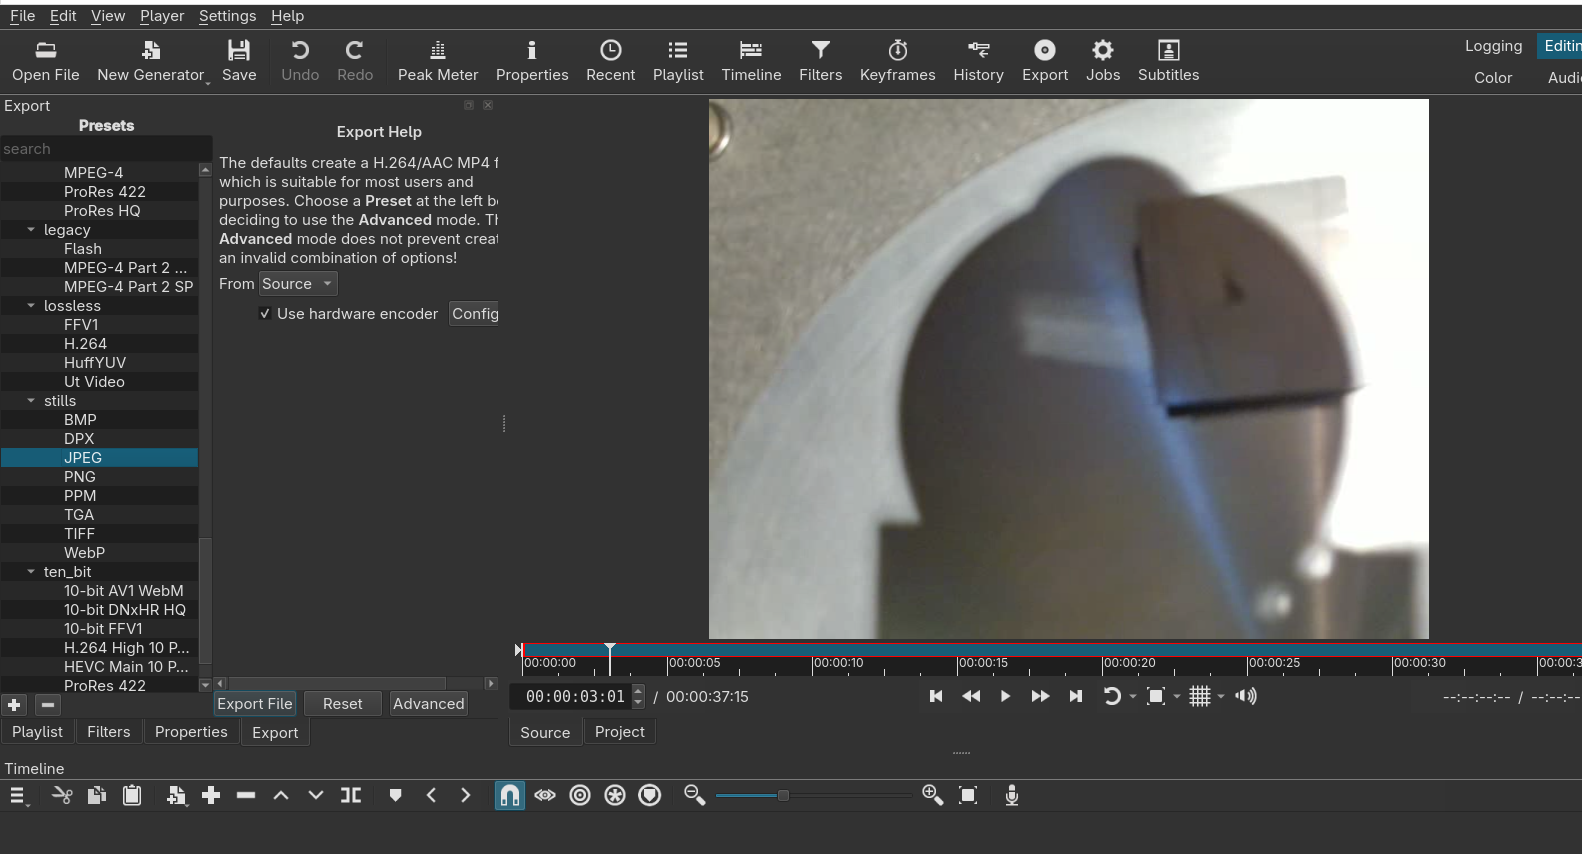 File Edit View Player Settings Help
Open File New Generator Save Undo Redo Peak Meter Properties Recent Playlist Timeline Filters Keyframes History Export Jobs Subtitles
Logging Editin
Color Audi
Export
Presets
search
MPEG-4
ProRes 422
ProRes HQ
legacy
Flash
MPEG-4 Part 2 ...
MPEG-4 Part 2 SP
lossless
FFV1
H.264
HuffYUV
Ut Video
stills
BMP
DPX
JPEG
PNG
PPM
TGA
TIFF
WebP
ten_bit
10-bit AV1 WebM
10-bit DNxHR HQ
10-bit FFV1
H.264 High 10 P...
HEVC Main 10 P...
ProRes 422
Export Help
The defaults create a H.264/AAC MP4 f
which is suitable for most users and
purposes. Choose a Preset at the left be
deciding to use the Advanced mode. Th
Advanced mode does not prevent creat
an invalid combination of options!
From Source
Use hardware encoder Config
Export File Reset Advanced
Playlist Filters Properties Export
00:00:00 00:00:05 00:00:10 00:00:15 00:00:20 00:00:25 00:00:30 00:00:3
00:00:03:01 / 00:00:37:15
--:--:--:-- / --:--:--:--
Source Project
Timeline